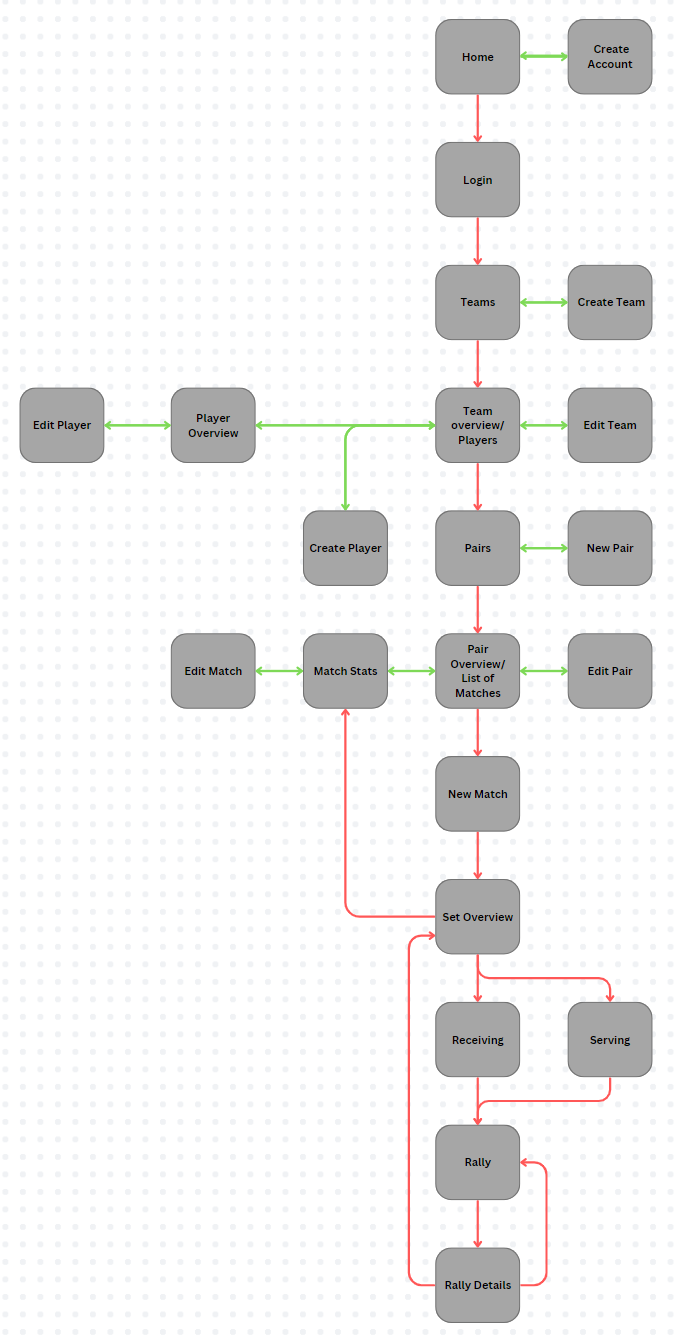 Home
Create
Account
Login
Teams
Create Team
Edit Player
Player
Overview
Team
overview/
Players
Edit Team
Create Player
Pairs
New Pair
Edit Match
Match Stats
Pair
Overview/
List of
Matches
Edit Pair
New Match
Set Overview
Receiving
Serving
Rally
Rally Details